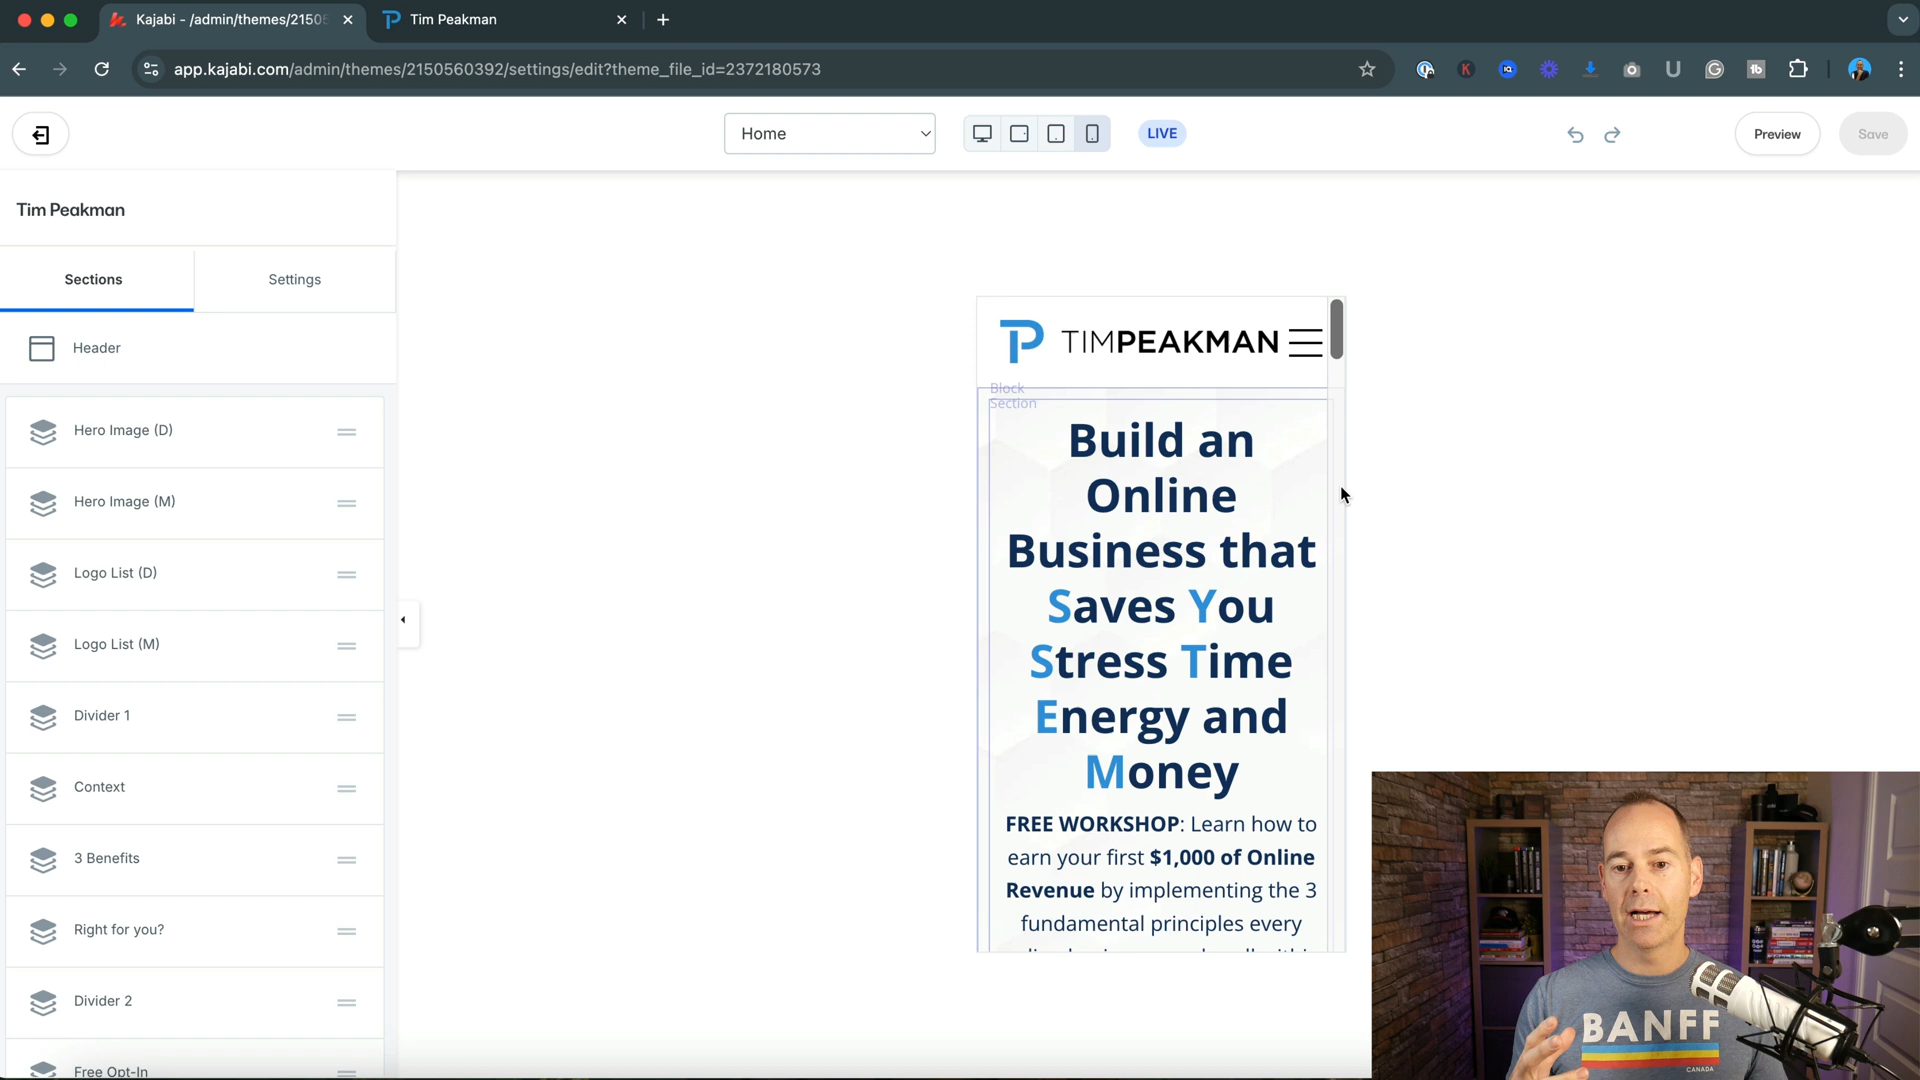 Kajabi - /admin/themes/2150
Tim Peakman
app.kajabi.com/admin/themes/2150560392/settings/edit?theme_file_id=2372180573
Home
LIVE
Preview
Save
Tim Peakman
Sections
Settings
Header
Hero Image (D)
Hero Image (M)
Logo List (D)
Logo List (M)
Divider 1
Context
3 Benefits
Right for you?
Divider 2
Free Opt-In
TIMPEAKMAN
Block
Section
Build an
Online
Business that
Saves You
Stress Time
Energy and
Money
FREE WORKSHOP: Learn how to
earn your first $1,000 of Online
Revenue by implementing the 3
fundamental principles every
BANFF
CANADA